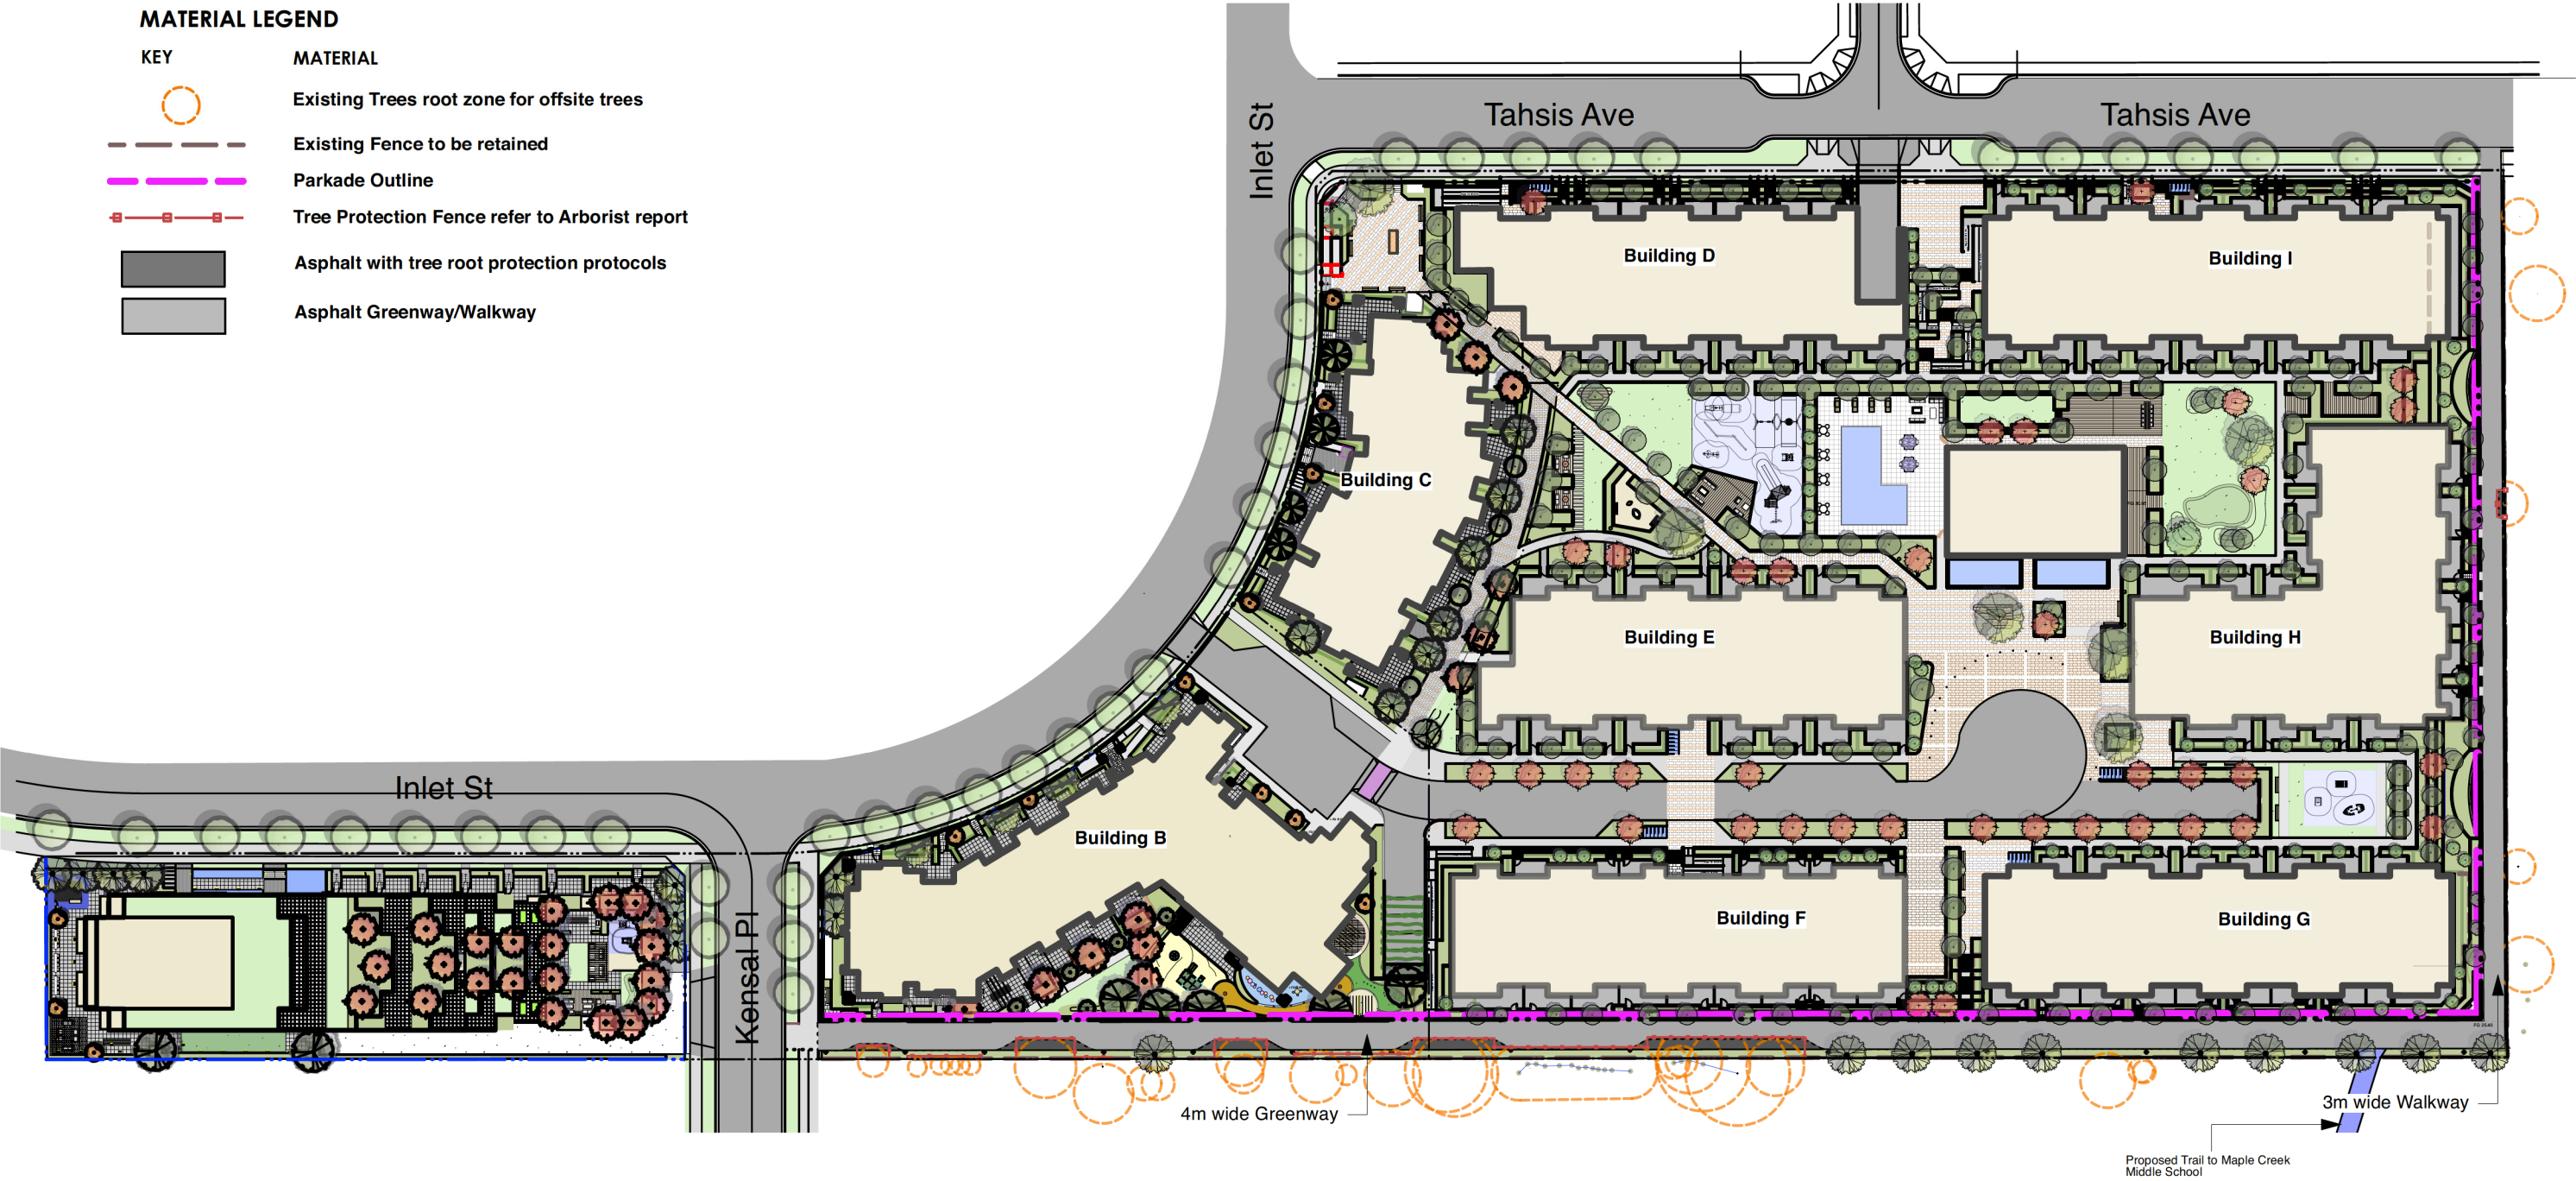 MATERIAL LEGEND
KEY MATERIAL
Existing Trees root zone for offsite trees
Existing Fence to be retained
Parkade Outline
Tree Protection Fence refer to Arborist report
Asphalt with tree root protection protocols
Asphalt Greenway/Walkway
Inlet St
Tahsis Ave
Tahsis Ave
Building D
Building I
Building C
Building E
Building H
Inlet St
Building B
Building F
Building G
Kensal Pl
4m wide Greenway
3m wide Walkway
Proposed Trail to Maple Creek
Middle School